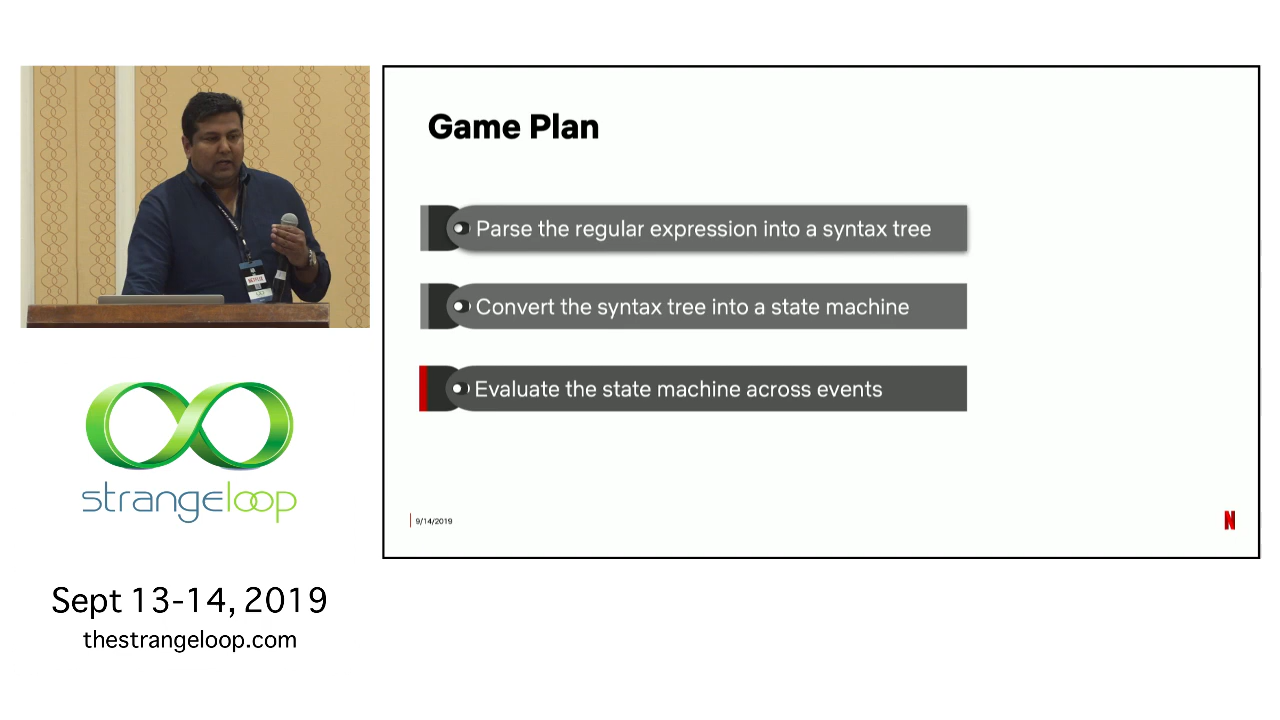 Game Plan
Parse the regular expression into a syntax tree
Convert the syntax tree into a state machine
Evaluate the state machine across events
9/14/2019
N
NETFLIX
strangeloop
Sept 13-14, 2019
thestrangeloop.com